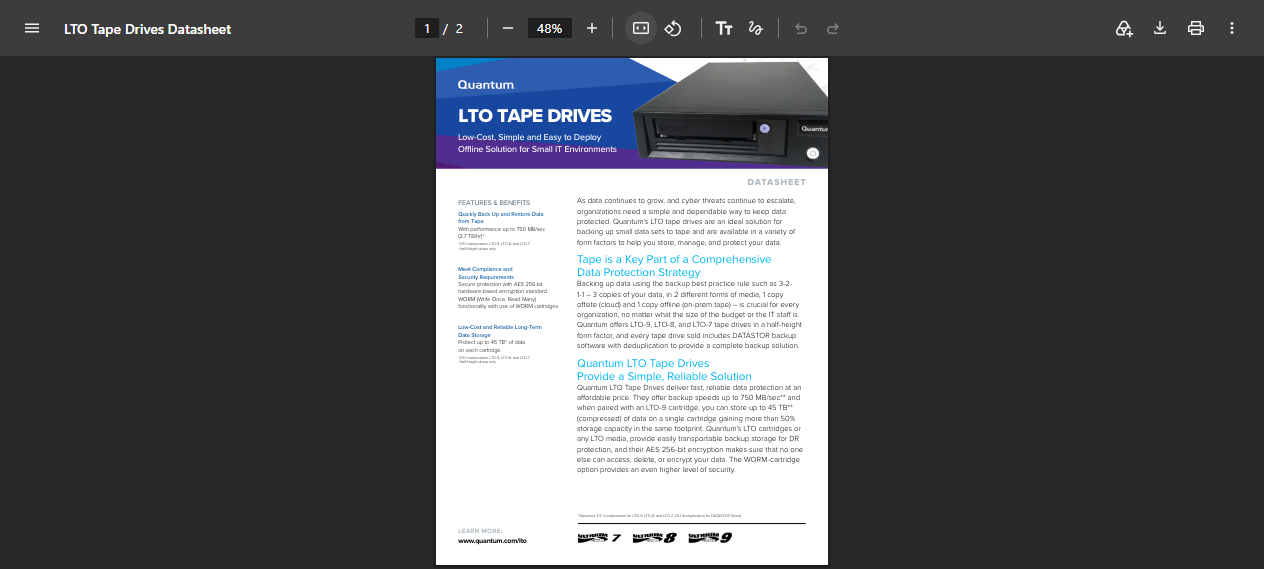 LTO Tape Drives Datasheet
1 / 2
48%
Quantum
LTO TAPE DRIVES
Low-Cost, Simple and Easy to Deploy
Offline Solution for Small IT Environments
Quantum
DATASHEET
FEATURES & BENEFITS
Quickly Back Up and Restore Data
from Tape
With performance up to 750 MB/sec
(2.7 TB/hr)*
Meet Compliance and
Security Requirements
Secure protection with AES 256-bit
hardware-based encryption standard.
WORM (Write Once, Read Many)
functionality with use of WORM cartridges.
Low-Cost and Reliable Long-Term
Data Storage
Protect up to 45 TB* of data
on each cartridge.
As data continues to grow, and cyber threats continue to escalate,
organizations need a simple and dependable way to keep data
protected. Quantum's LTO tape drives are an ideal solution for
backing up small data sets to tape and are available in a variety of
form factors to help you store, manage, and protect your data.
Tape is a Key Part of a Comprehensive
Data Protection Strategy
Backing up data using the backup best practice rule such as 3-2-
1-1 – 3 copies of your data, in 2 different forms of media, 1 copy
offsite (cloud) and 1 copy offline (on-prem tape) – is crucial for every
organization, no matter what the size of the budget or the IT staff is.
Quantum offers LTO-9, LTO-8, and LTO-7 tape drives in a half-height
form factor, and every tape drive sold includes DATASTOR backup
software with deduplication to provide a complete backup solution.
Quantum LTO Tape Drives
Provide a Simple, Reliable Solution
Quantum LTO Tape Drives deliver fast, reliable data protection at an
affordable price. They offer backup speeds up to 750 MB/sec** and
when paired with an LTO-9 cartridge, you can store up to 45 TB**
(compressed) of data on a single cartridge gaining more than 50%
storage capacity in the same footprint. Quantum's LTO cartridges or
any LTO media, provide easily transportable backup storage for DR
protection, and their AES 256-bit encryption makes sure that no one
else can access, delete, or encrypt your data. The WORM-cartridge
option provides an even higher level of security.
LEARN MORE:
www.quantum.com/lto
ULTRIUM 7 ULTRIUM 8 ULTRIUM 9